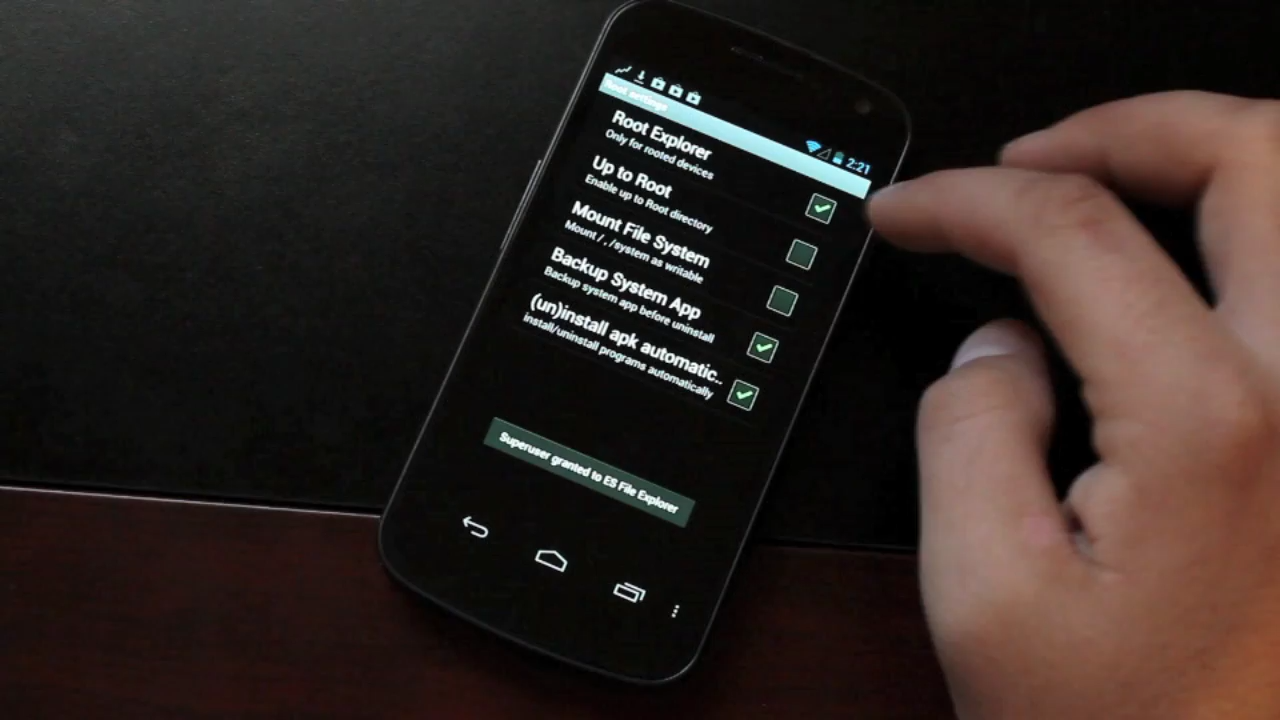 2:21
Root settings
Root Explorer
Only for rooted devices
Up to Root
Enable up to Root directory
Mount File System
Mount /, /system as writable
Backup System App
Backup system app before uninstall
(un)install apk automatic..
install/uninstall programs automatically
Superuser granted to ES File Explorer